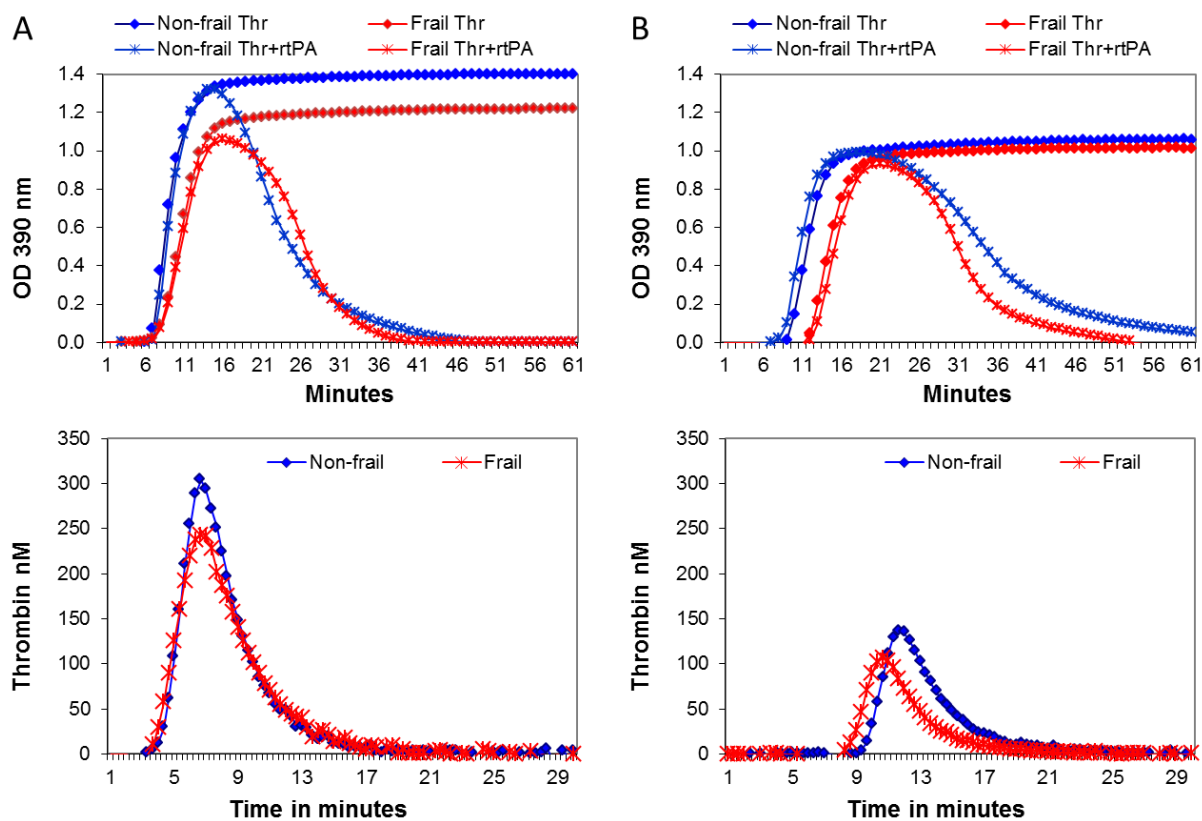 A
Non-frail Thr Frail Thr
Non-frail Thr+rtPA Frail Thr+rtPA
1.4
1.2
1.0
0.8
0.6
0.4
0.2
0.0
OD 390 nm
1 6 11 16 21 26 31 36 41 46 51 56 61
Minutes
B
Non-frail Thr Frail Thr
Non-frail Thr+rtPA Frail Thr+rtPA
1.4
1.2
1.0
0.8
0.6
0.4
0.2
0.0
OD 390 nm
1 6 11 16 21 26 31 36 41 46 51 56 61
Minutes
350
300
250
200
150
100
50
0
Thrombin nM
Non-frail Frail
1 5 9 13 17 21 25 29
Time in minutes
350
300
250
200
150
100
50
0
Thrombin nM
Non-frail Frail
1 5 9 13 17 21 25 29
Time in minutes